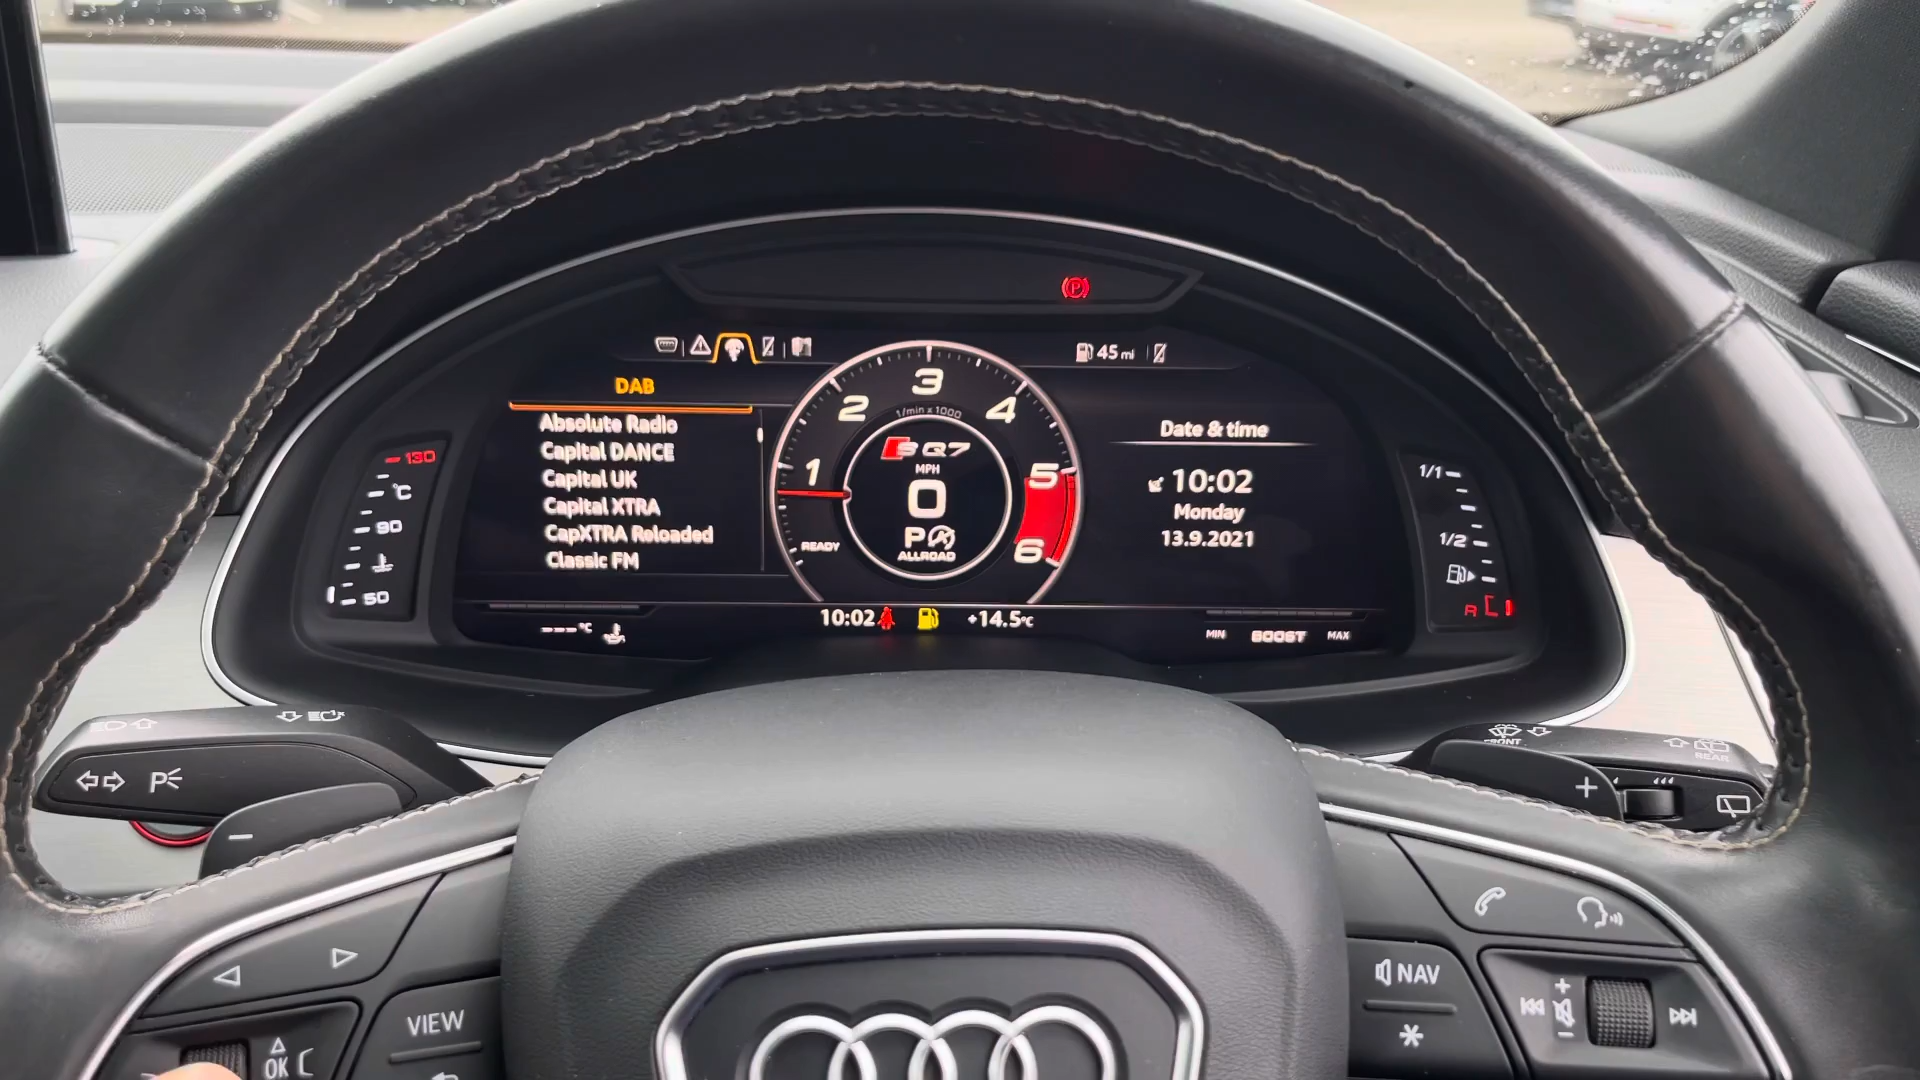 45 mi
DAB
Absolute Radio
Capital DANCE
Capital UK
Capital XTRA
CapXTRA Reloaded
Classic FM
130
°C
90
50
1
2
3
4
5
6
1/min x 1000
SQ7
MPH
0
P
ALLROAD
READY
Date & time
10:02
Monday
13.9.2021
1/1
1/2
R
---°C
10:02
+14.5°C
MIN BOOST MAX
P
-
FRONT
REAR
+
VIEW
OK
NAV
*
+
-